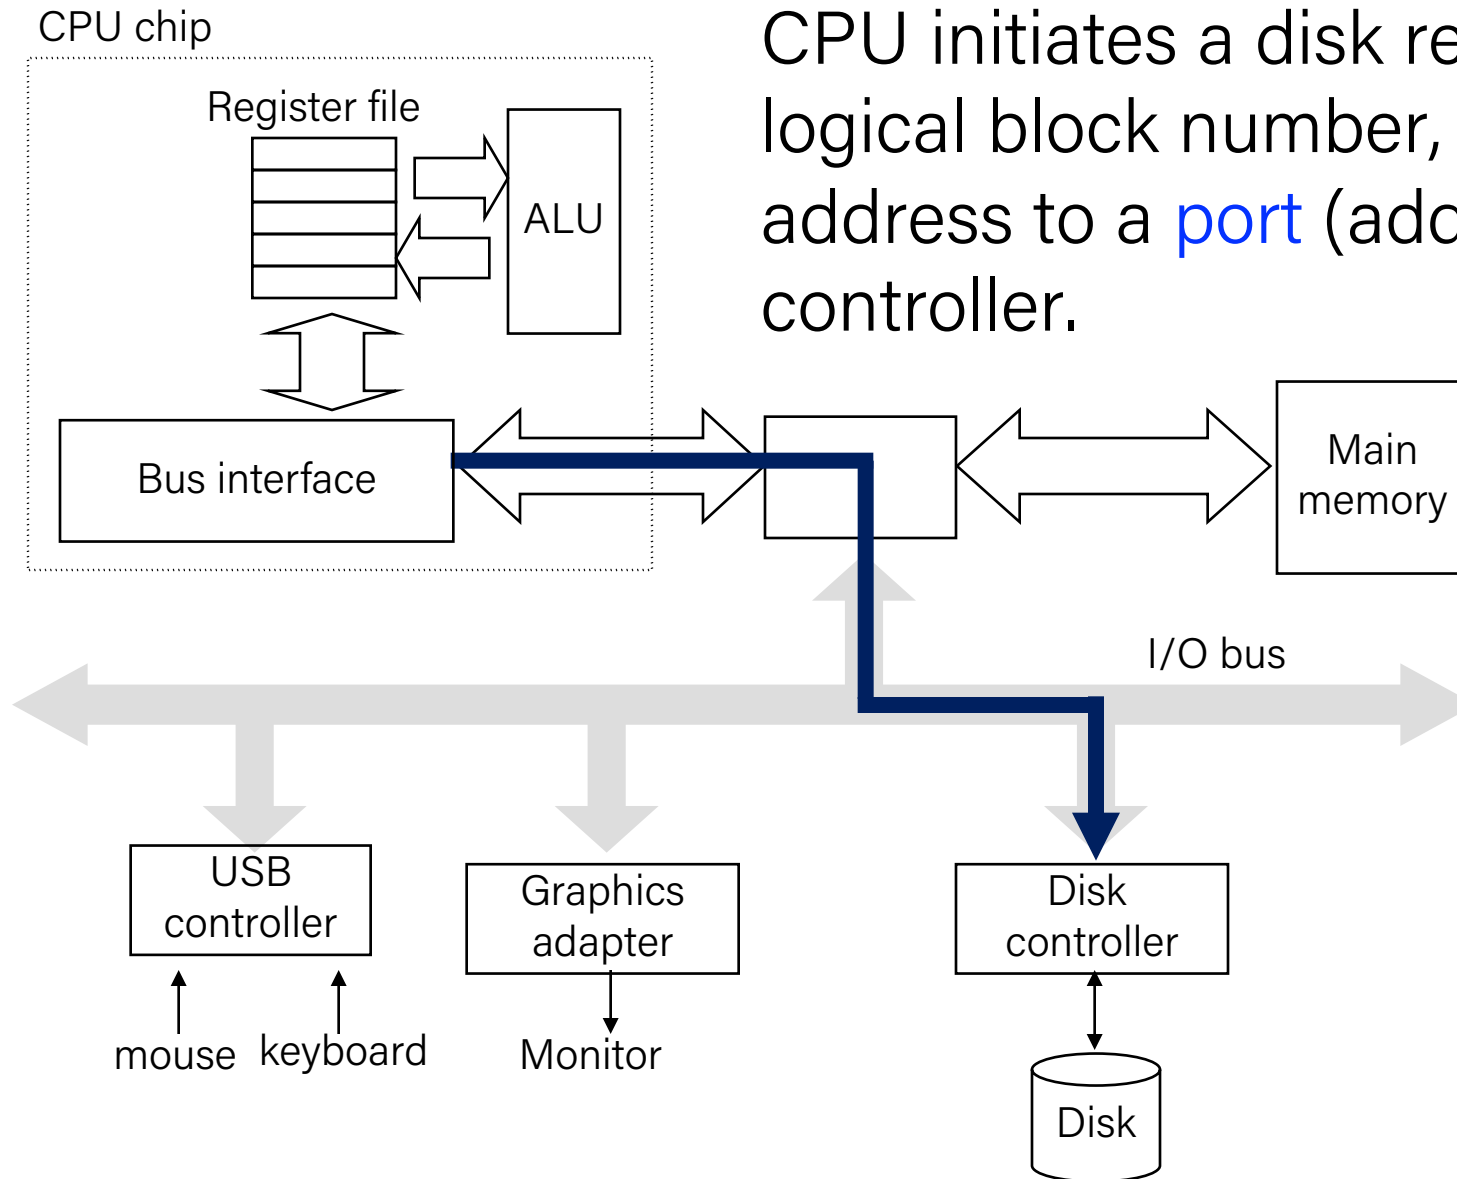 CPU chip
CPU initiates a disk re
logical block number,
address to a port (add
controller.
Register file
ALU
Bus interface
Main
memory
I/O bus
USB
controller
Graphics
adapter
Disk
controller
mouse
keyboard
Monitor
Disk